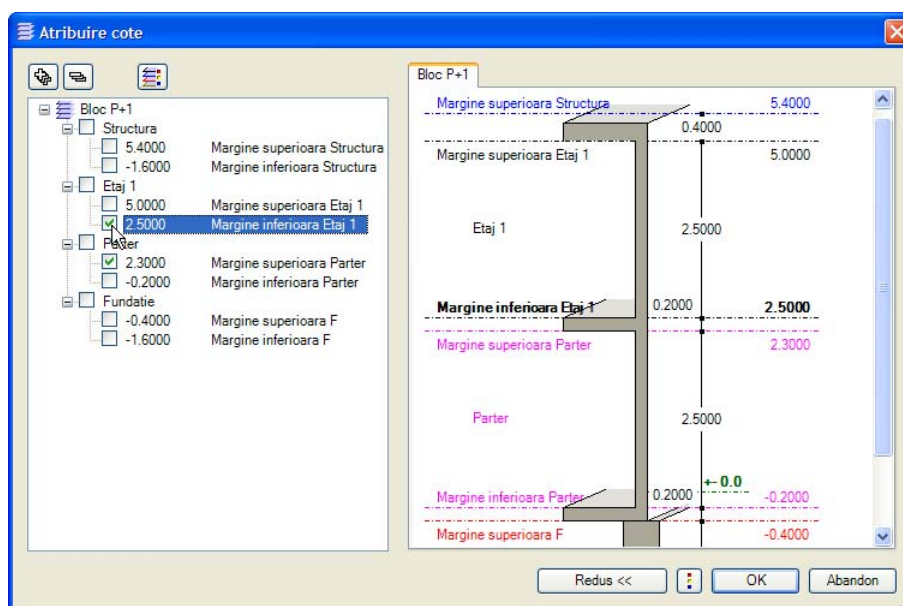 Atribuire cote
Bloc P+1
Structura
5.4000 Margine superioara Structura
-1.6000 Margine inferioara Structura
Etaj 1
5.0000 Margine superioara Etaj 1
2.5000 Margine inferioara Etaj 1
Parter
2.3000 Margine superioara Parter
-0.2000 Margine inferioara Parter
Fundatie
-0.4000 Margine superioara F
-1.6000 Margine inferioara F
Bloc P+1
Margine superioara Structura 5.4000
0.4000
Margine superioara Etaj 1 5.0000
Etaj 1 2.5000
Margine inferioara Etaj 1 0.2000 2.5000
Margine superioara Parter 2.3000
Parter 2.5000
+- 0.0
Margine inferioara Parter 0.2000 -0.2000
Margine superioara F -0.4000
Redus << OK Abandon